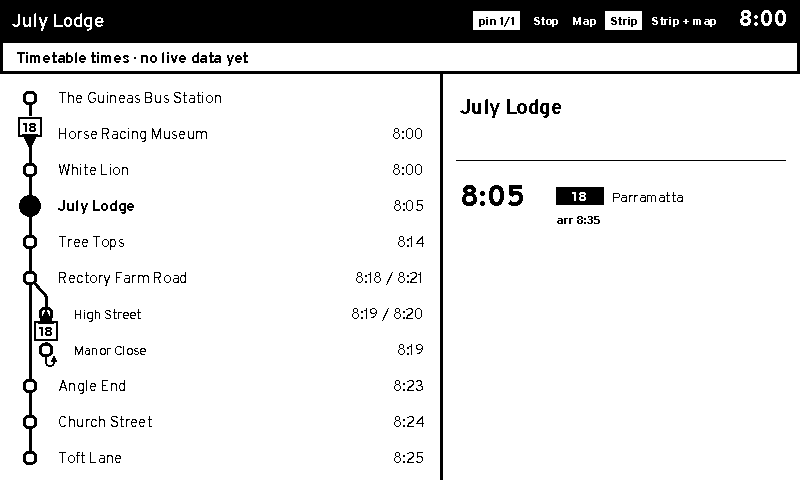 July Lodge
pin 1/1 Stop Map Strip Strip + map 8:00
Timetable times · no live data yet
The Guineas Bus Station
18
Horse Racing Museum 8:00
White Lion 8:00
July Lodge 8:05
Tree Tops 8:14
Rectory Farm Road 8:18 / 8:21
High Street 8:19 / 8:20
18
Manor Close 8:19
Angle End 8:23
Church Street 8:24
Toft Lane 8:25
July Lodge
8:05 18 Parramatta
arr 8:35